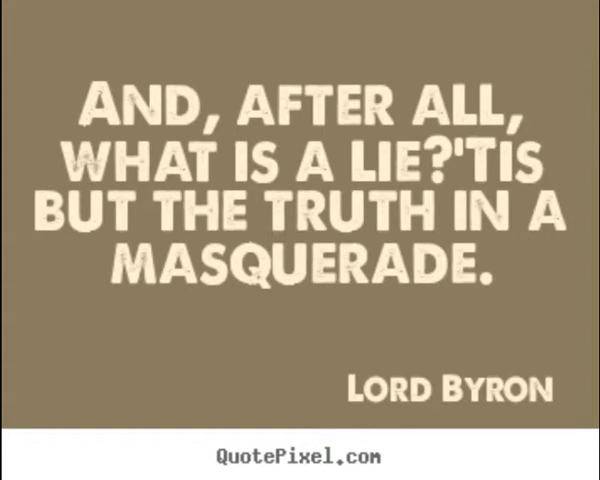 AND, AFTER ALL,
WHAT IS A LIE?'TIS
BUT THE TRUTH IN A
MASQUERADE.
LORD BYRON
QuotePixel.com